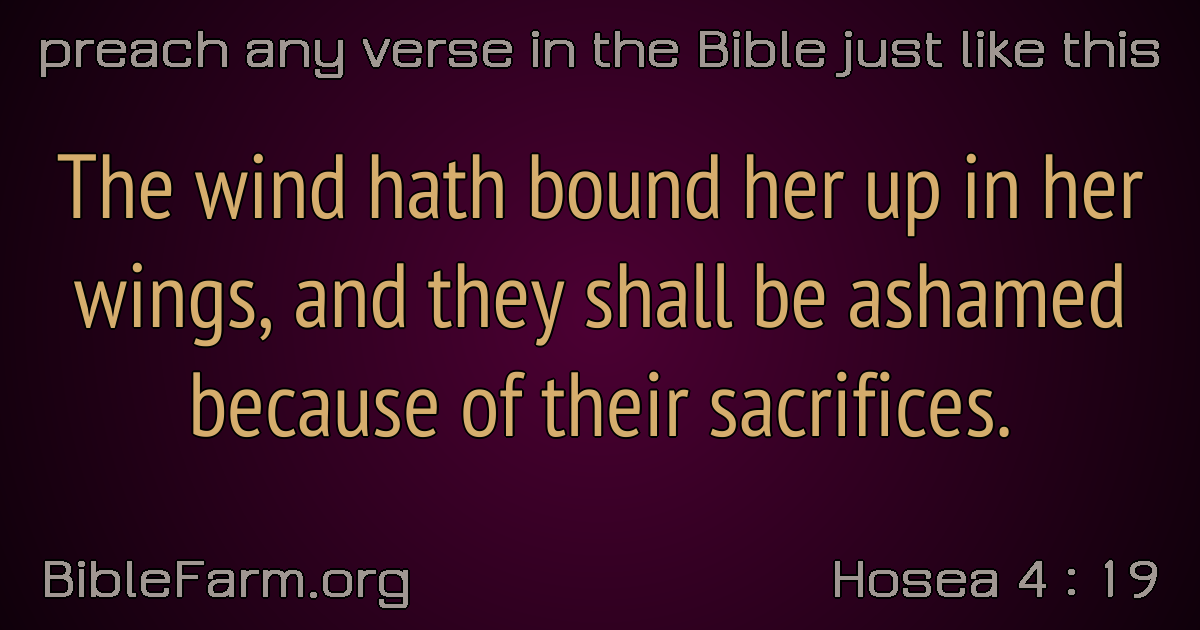 preach any verse in the Bible just like this
The wind hath bound her up in her
wings, and they shall be ashamed
because of their sacrifices.
BibleFarm.org
Hosea 4 : 19